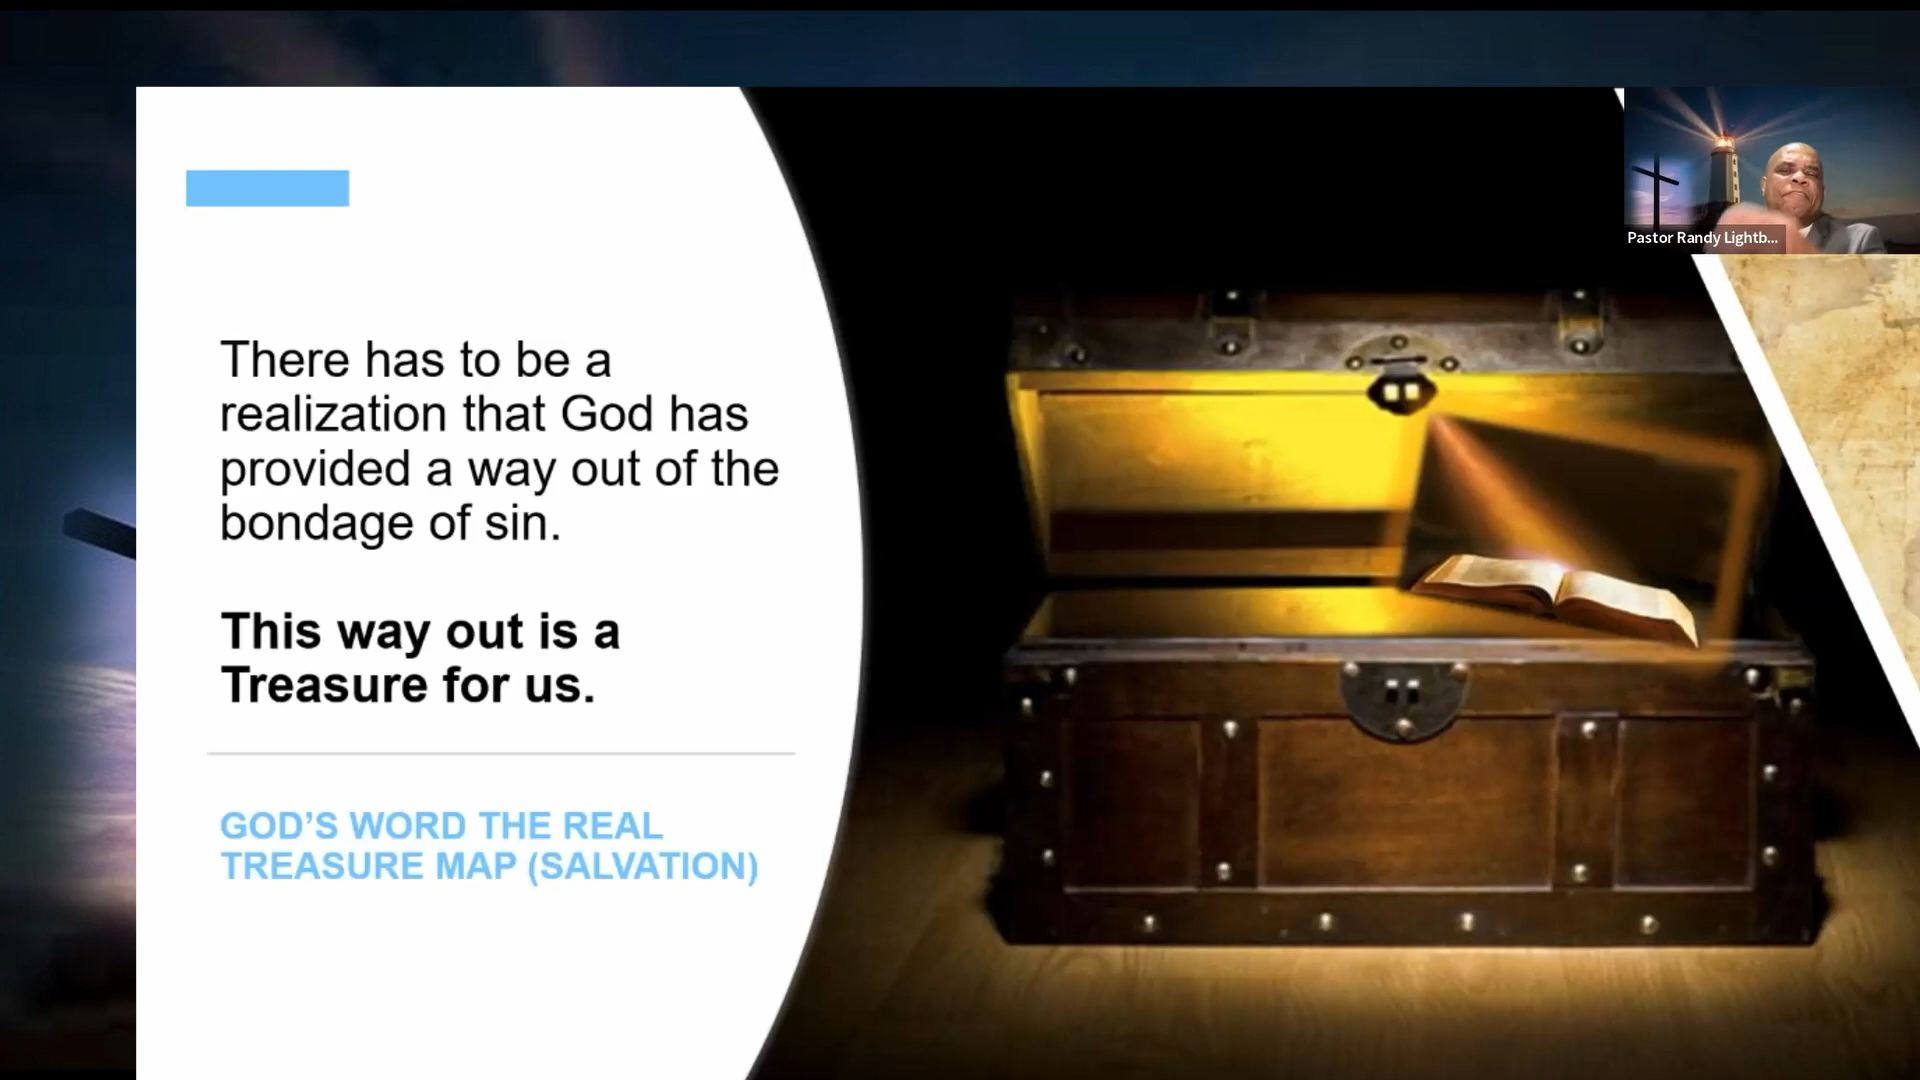 Pastor Randy Lightb...
There has to be a
realization that God has
provided a way out of the
bondage of sin.
This way out is a
Treasure for us.
GOD’S WORD THE REAL
TREASURE MAP (SALVATION)